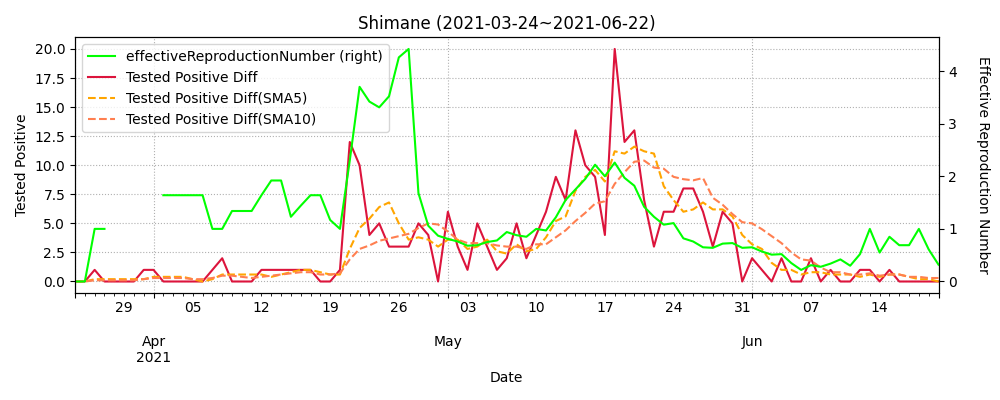 Shimane (2021-03-24~2021-06-22)
effectiveReproductionNumber (right)
Tested Positive Diff
Tested Positive Diff(SMA5)
Tested Positive Diff(SMA10)
Tested Positive
20.0
17.5
15.0
12.5
10.0
7.5
5.0
2.5
0.0
Effective Reproduction Number
4
3
2
1
0
29 05 12 19 26 03 10 17 24 31 07 14
Apr May Jun
2021
Date